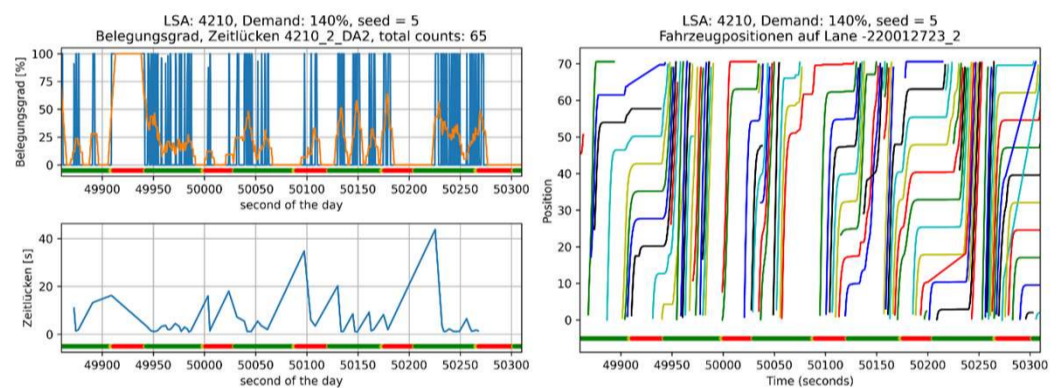 LSA: 4210, Demand: 140%, seed = 5
Belegungsgrad, Zeitlücken 4210_2_DA2, total counts: 65
Belegungsgrad [%]
100
75
50
25
0
49900 49950 50000 50050 50100 50150 50200 50250 50300
second of the day
Zeitlücken [s]
40
20
0
49900 49950 50000 50050 50100 50150 50200 50250 50300
second of the day
LSA: 4210, Demand: 140%, seed = 5
Fahrzeugpositionen auf Lane -220012723_2
Position
70
60
50
40
30
20
10
0
49900 49950 50000 50050 50100 50150 50200 50250 50300
Time (seconds)